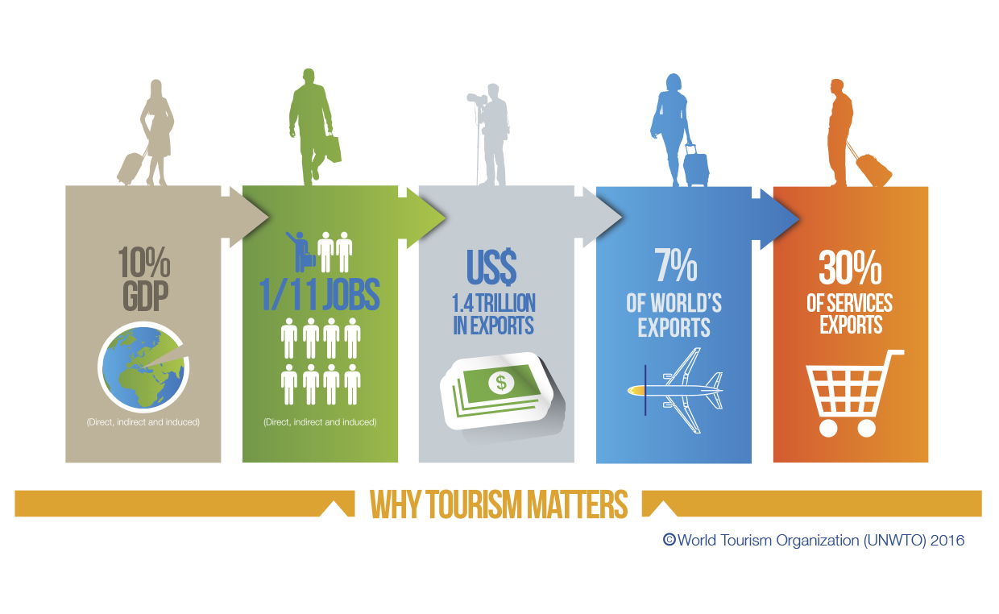 10%
GDP
(Direct, indirect and induced)
1/11 JOBS
(Direct, indirect and induced)
US$
1.4 TRILLION
IN EXPORTS
$
7%
OF WORLD'S
EXPORTS
30%
OF SERVICES
EXPORTS
WHY TOURISM MATTERS
© World Tourism Organization (UNWTO) 2016